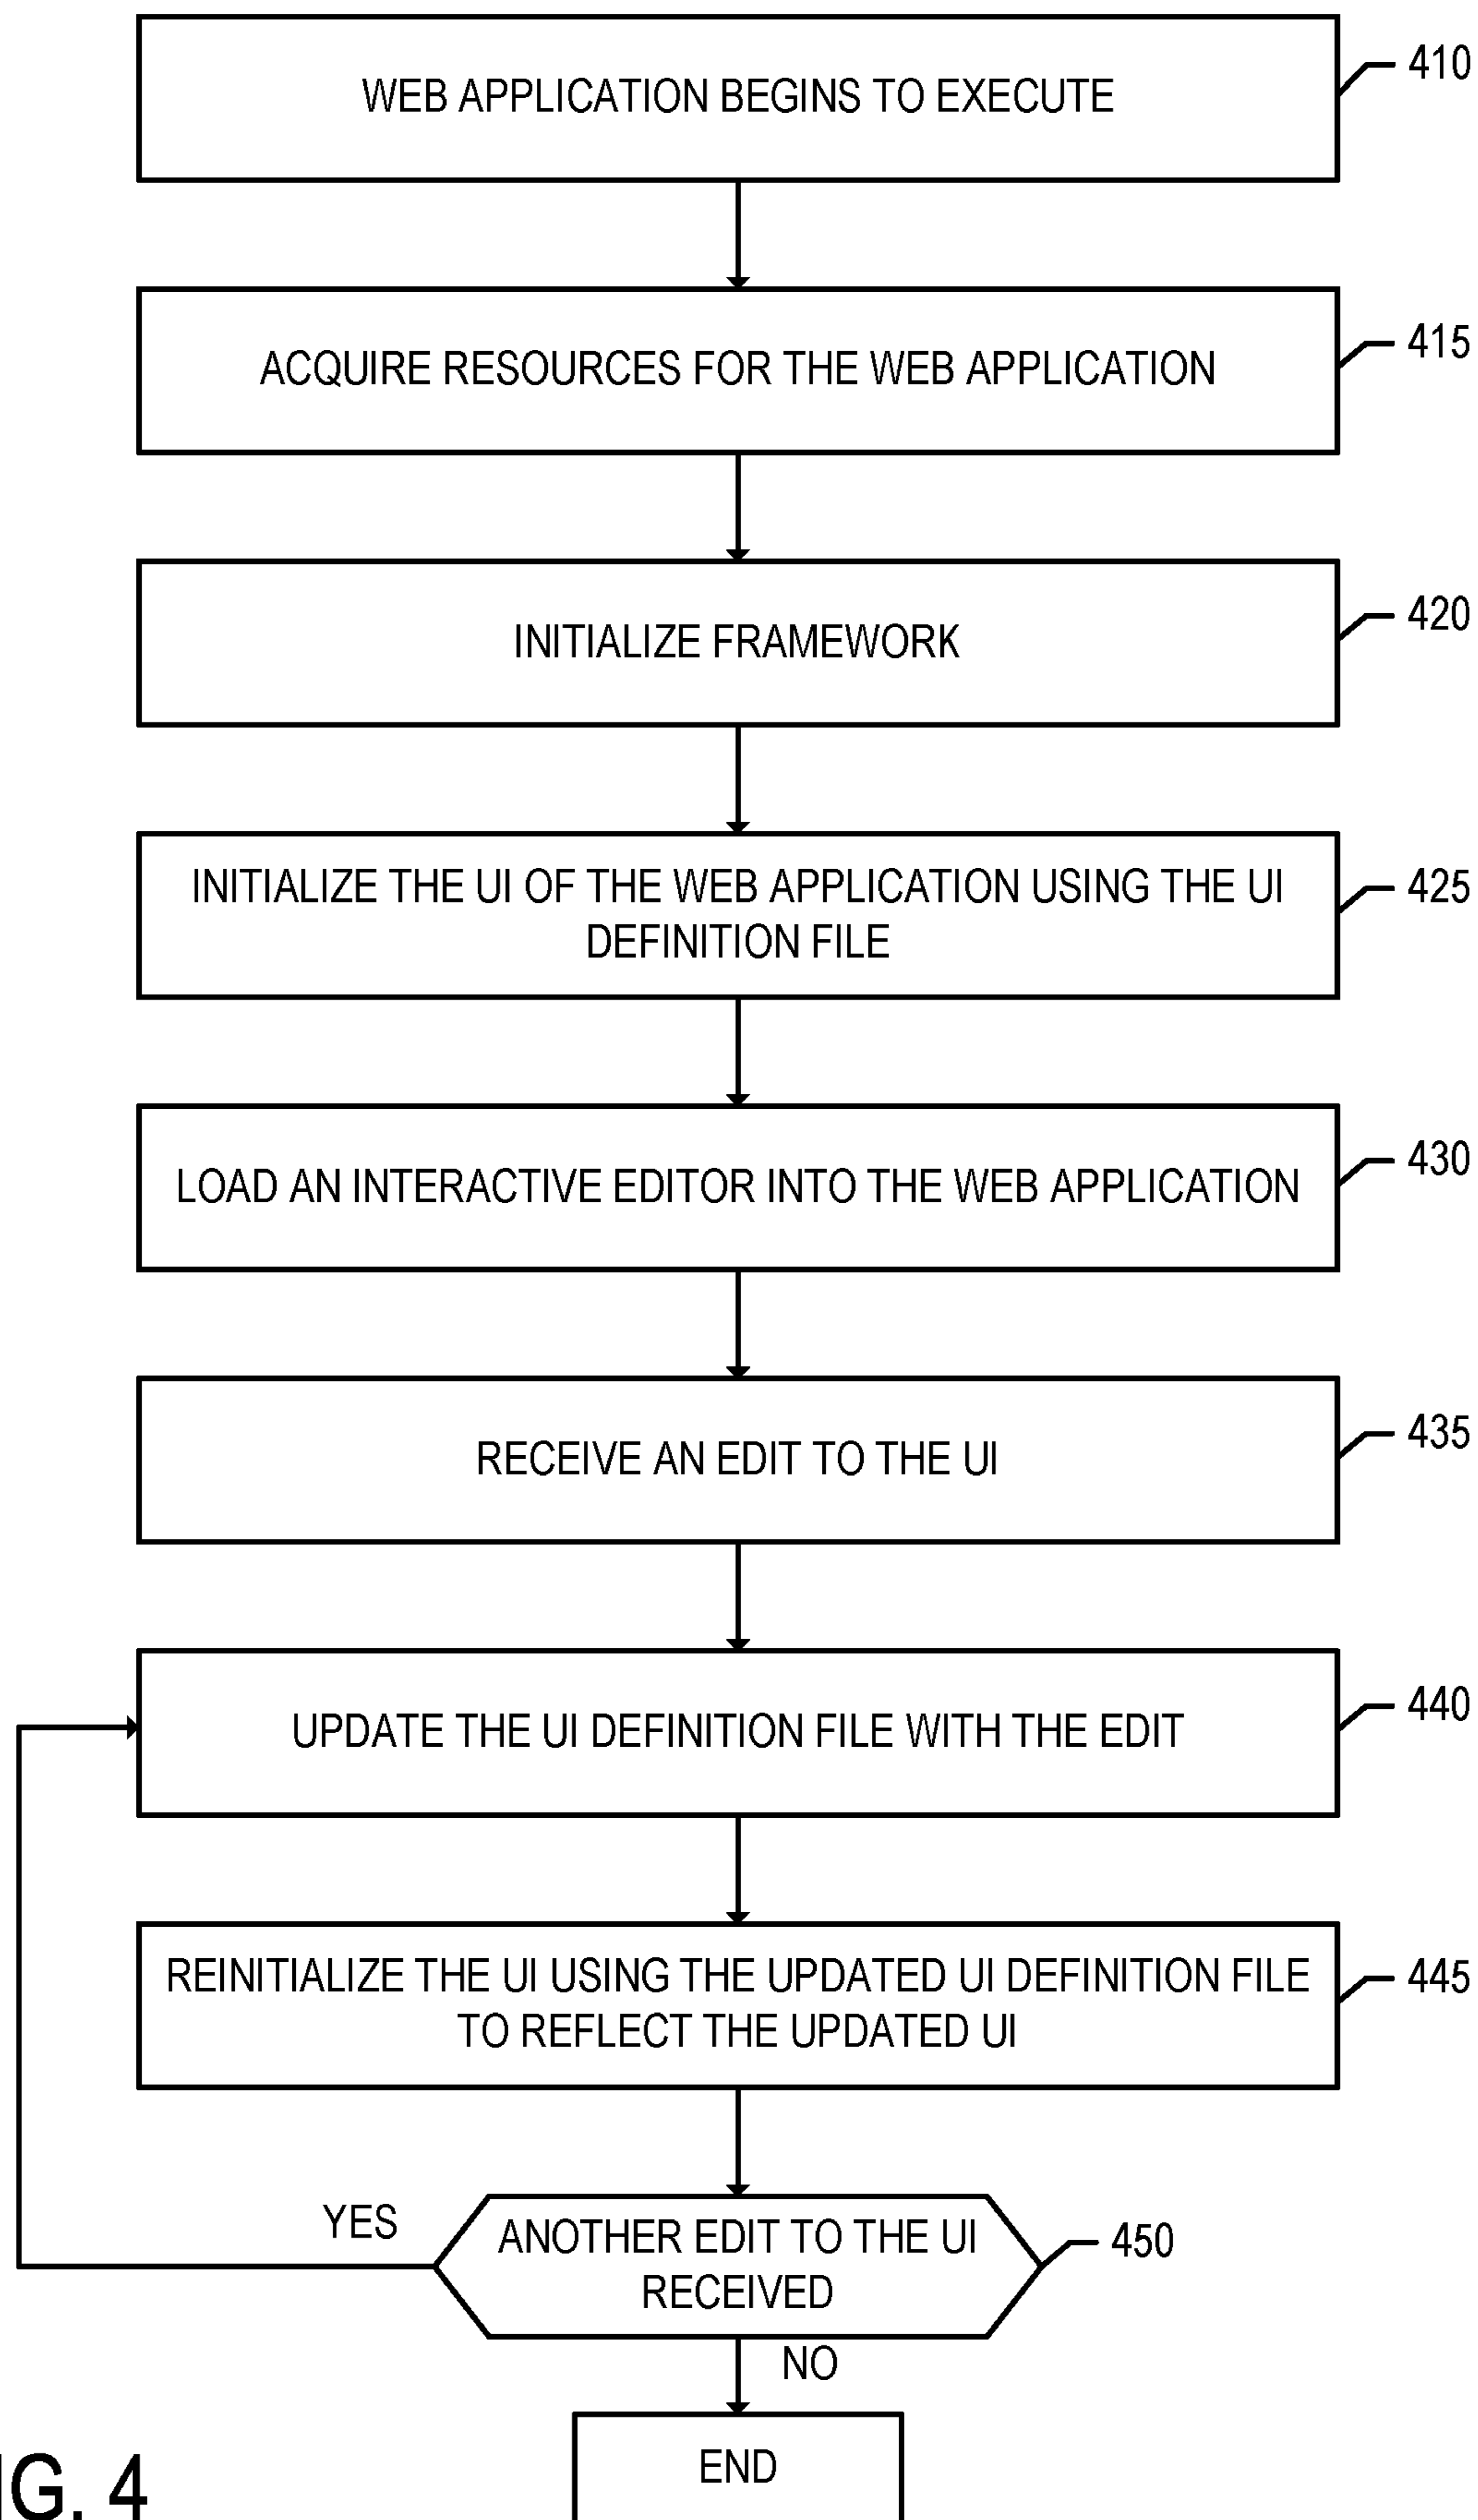 WEB APPLICATION BEGINS TO EXECUTE
410
ACQUIRE RESOURCES FOR THE WEB APPLICATION
415
INITIALIZE FRAMEWORK
420
INITIALIZE THE UI OF THE WEB APPLICATION USING THE UI
DEFINITION FILE
425
LOAD AN INTERACTIVE EDITOR INTO THE WEB APPLICATION
430
RECEIVE AN EDIT TO THE UI
435
UPDATE THE UI DEFINITION FILE WITH THE EDIT
440
REINITIALIZE THE UI USING THE UPDATED UI DEFINITION FILE
TO REFLECT THE UPDATED UI
445
YES
ANOTHER EDIT TO THE UI
RECEIVED
450
NO
END
IG. 4